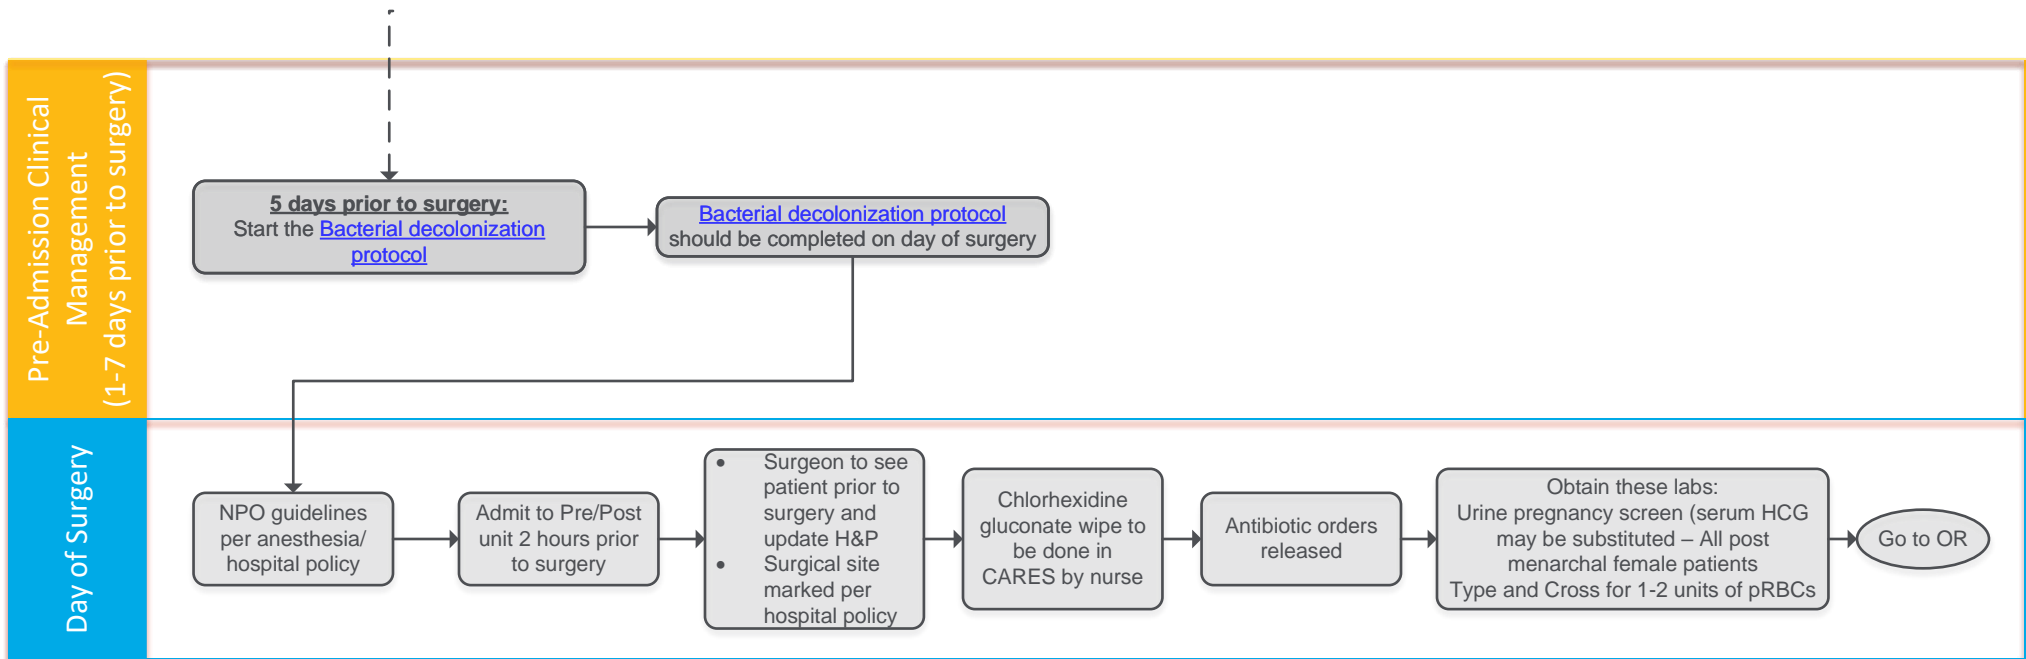 Pre-Admission Clinical
Management
(1-7 days prior to surgery)
5 days prior to surgery:
Start the Bacterial decolonization
protocol
Bacterial decolonization protocol
should be completed on day of surgery
Day of Surgery
NPO guidelines
per anesthesia/
hospital policy
Admit to Pre/Post
unit 2 hours prior
to surgery
• Surgeon to see
patient prior to
surgery and
update H&P
• Surgical site
marked per
hospital policy
Chlorhexidine
gluconate wipe to
be done in
CARES by nurse
Antibiotic orders
released
Obtain these labs:
Urine pregnancy screen (serum HCG
may be substituted – All post
menarchal female patients
Type and Cross for 1-2 units of pRBCs
Go to OR